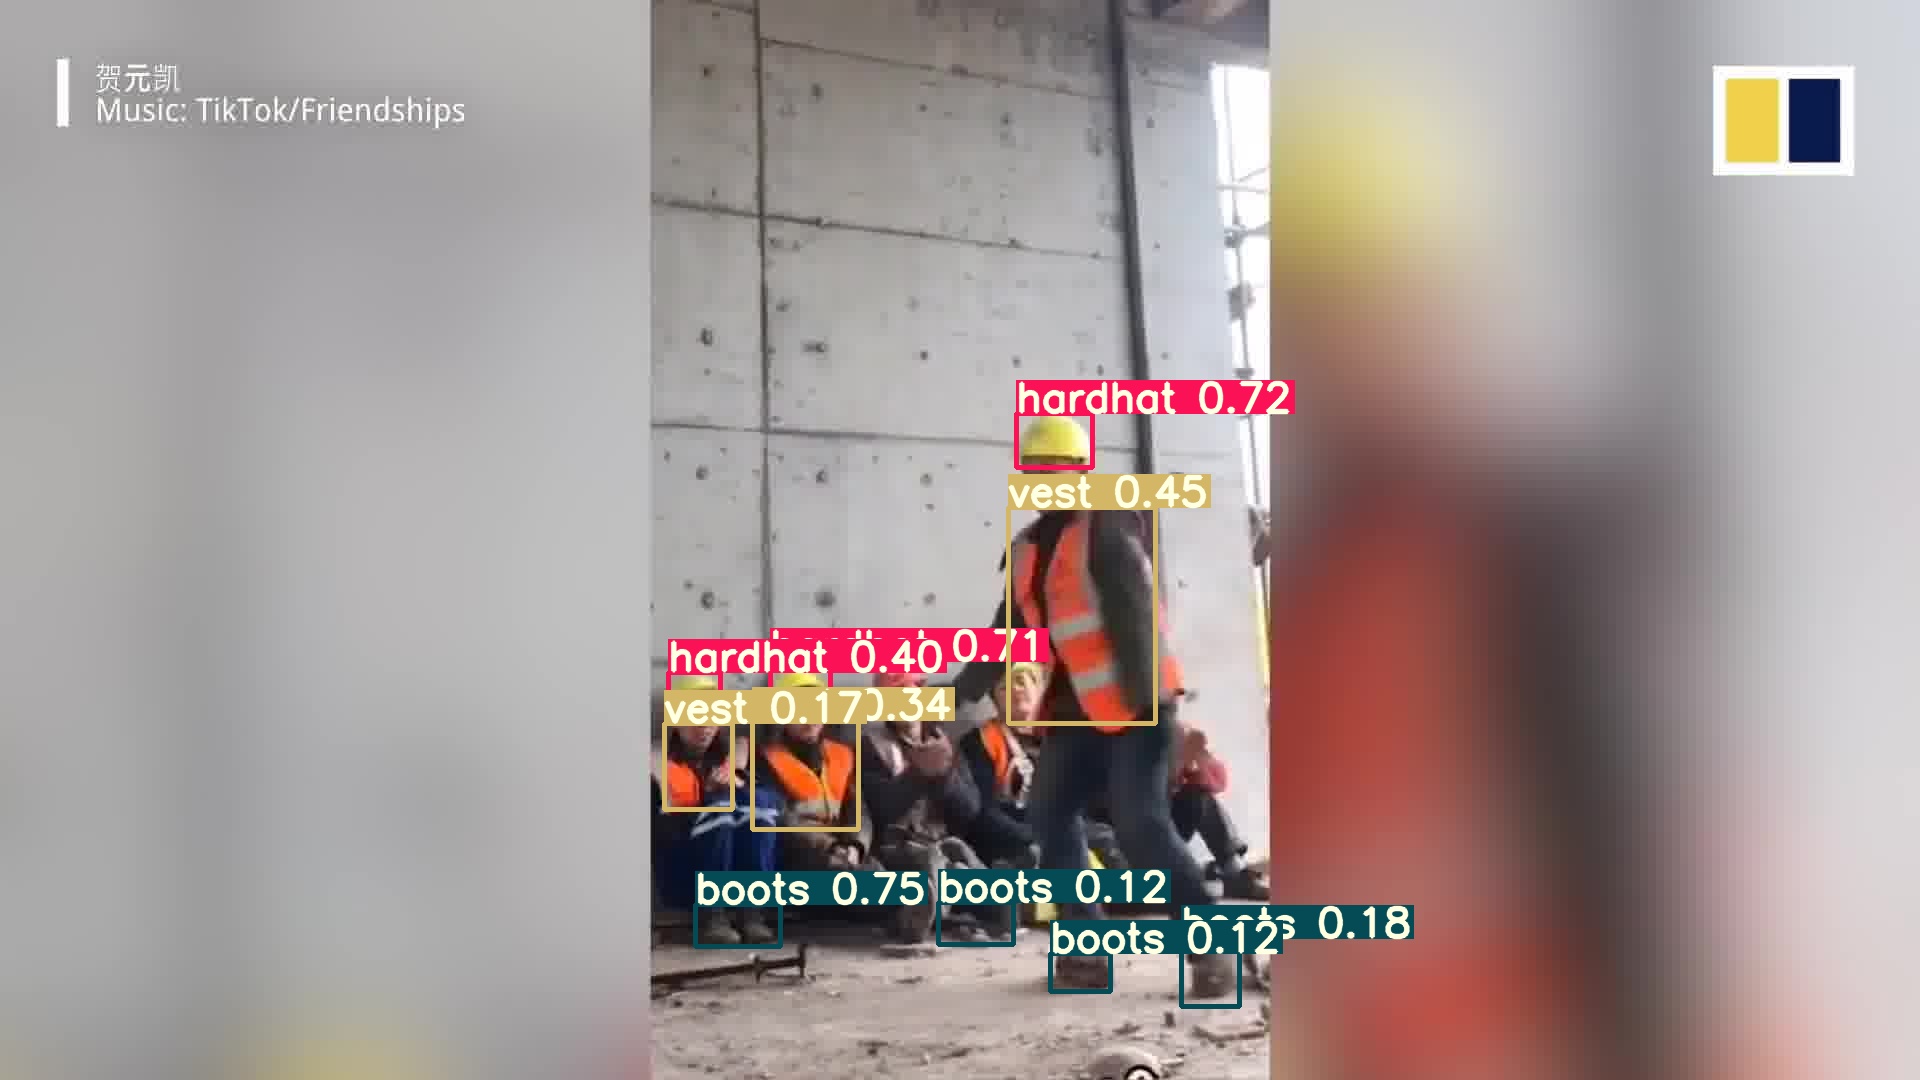 贺元凯
Music: TikTok/Friendships
hardhat 0.72
vest 0.45
0.71
hardhat 0.40
0.34
vest 0.17
boots 0.75
boots 0.12
boots 0.18
boots 0.12